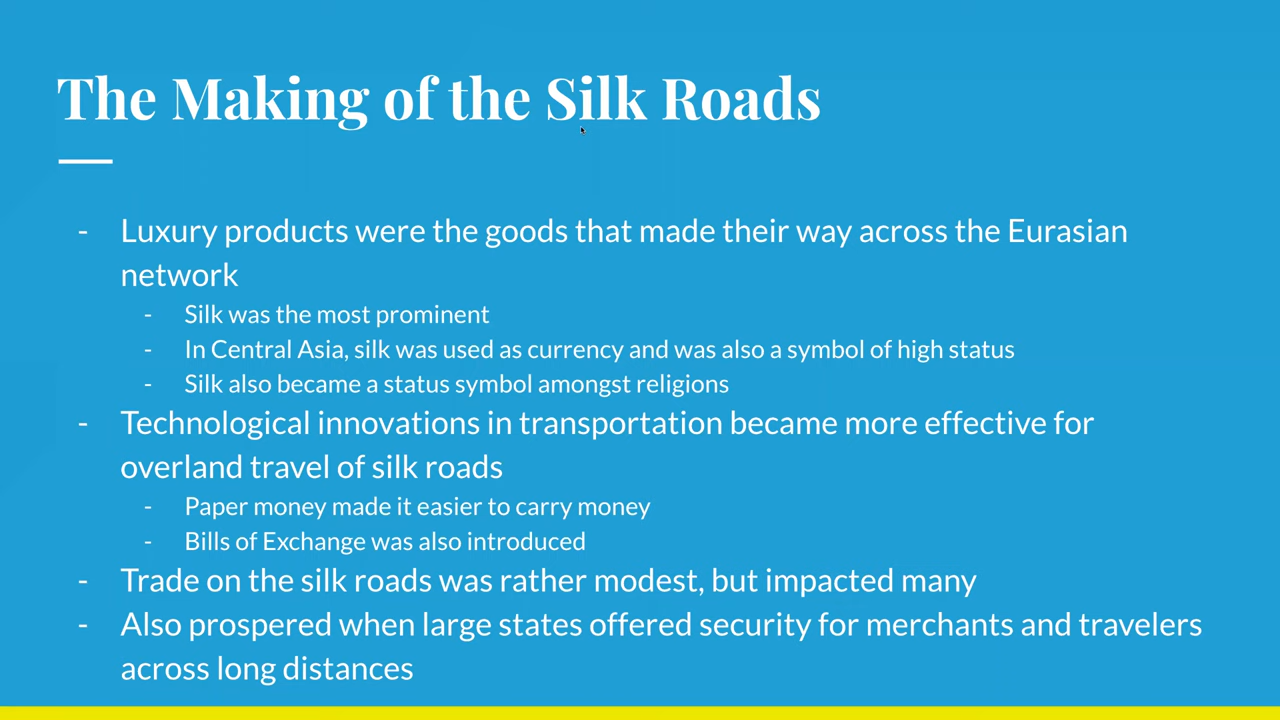 The Making of the Silk Roads
- Luxury products were the goods that made their way across the Eurasian
network
- Silk was the most prominent
- In Central Asia, silk was used as currency and was also a symbol of high status
- Silk also became a status symbol amongst religions
- Technological innovations in transportation became more effective for
overland travel of silk roads
- Paper money made it easier to carry money
- Bills of Exchange was also introduced
- Trade on the silk roads was rather modest, but impacted many
- Also prospered when large states offered security for merchants and travelers
across long distances